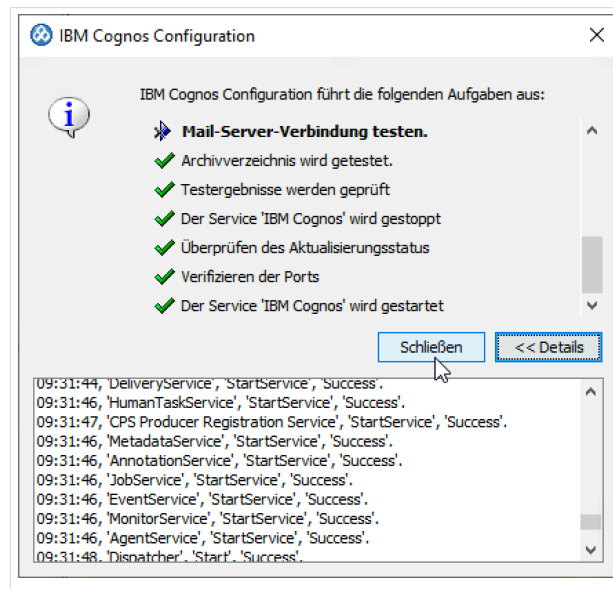 IBM Cognos Configuration
IBM Cognos Configuration führt die folgenden Aufgaben aus:
Mail-Server-Verbindung testen.
Archivverzeichnis wird getestet.
Testergebnisse werden geprüft
Der Service 'IBM Cognos' wird gestoppt
Überprüfen des Aktualisierungsstatus
Verifizieren der Ports
Der Service 'IBM Cognos' wird gestartet
Schließen
<< Details
09:31:44, 'DeliveryService', 'StartService', 'Success'.
09:31:46, 'HumanTaskService', 'StartService', 'Success'.
09:31:47, 'CPS Producer Registration Service', 'StartService', 'Success'.
09:31:46, 'MetadataService', 'StartService', 'Success'.
09:31:46, 'AnnotationService', 'StartService', 'Success'.
09:31:46, 'JobService', 'StartService', 'Success'.
09:31:46, 'EventService', 'StartService', 'Success'.
09:31:46, 'MonitorService', 'StartService', 'Success'.
09:31:46, 'AgentService', 'StartService', 'Success'.
09:31:48, 'Dispatcher', 'Start', 'Success'.